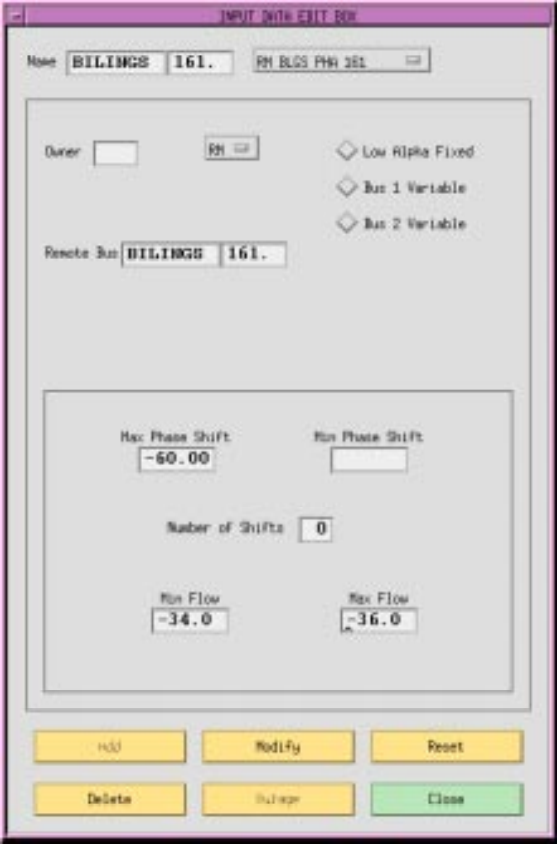 INPUT DATA EDIT BOX
Name BILINGS 161. RM BLGS PHA 161
Owner RM Low Alpha Fixed
Bus 1 Variable
Bus 2 Variable
Remote Bus BILINGS 161.
Max Phase Shift Min Phase Shift
-60.00
Number of Shifts 0
Min Flow Max Flow
-34.0 -36.0
Add Modify Reset
Delete Outage Close